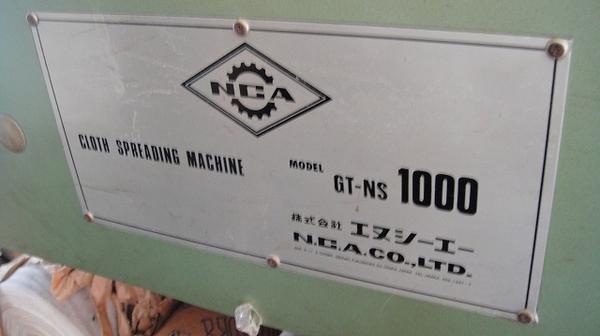 NCA
CLOTH SPREADING MACHINE
MODEL GT-NS 1000
株式会社 エヌシーエー
N.C.A.CO.,LTD.